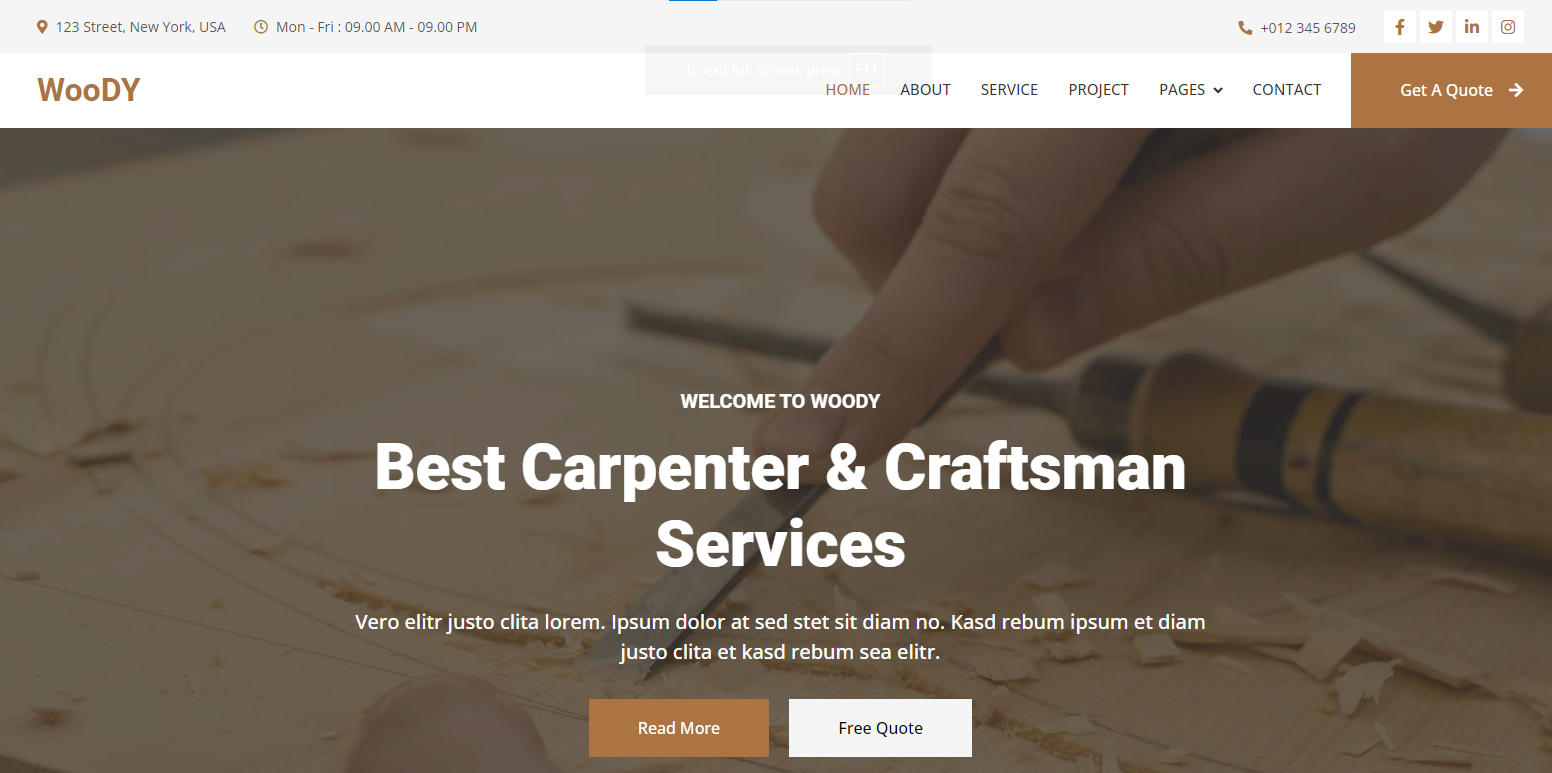 123 Street, New York, USA
Mon - Fri : 09.00 AM - 09.00 PM
+012 345 6789
WooDY
To exit full screen, press F11
HOME
ABOUT
SERVICE
PROJECT
PAGES
CONTACT
Get A Quote
WELCOME TO WOODY
Best Carpenter & Craftsman
Services
Vero elitr justo clita lorem. Ipsum dolor at sed stet sit diam no. Kasd rebum ipsum et diam
justo clita et kasd rebum sea elitr.
Read More
Free Quote